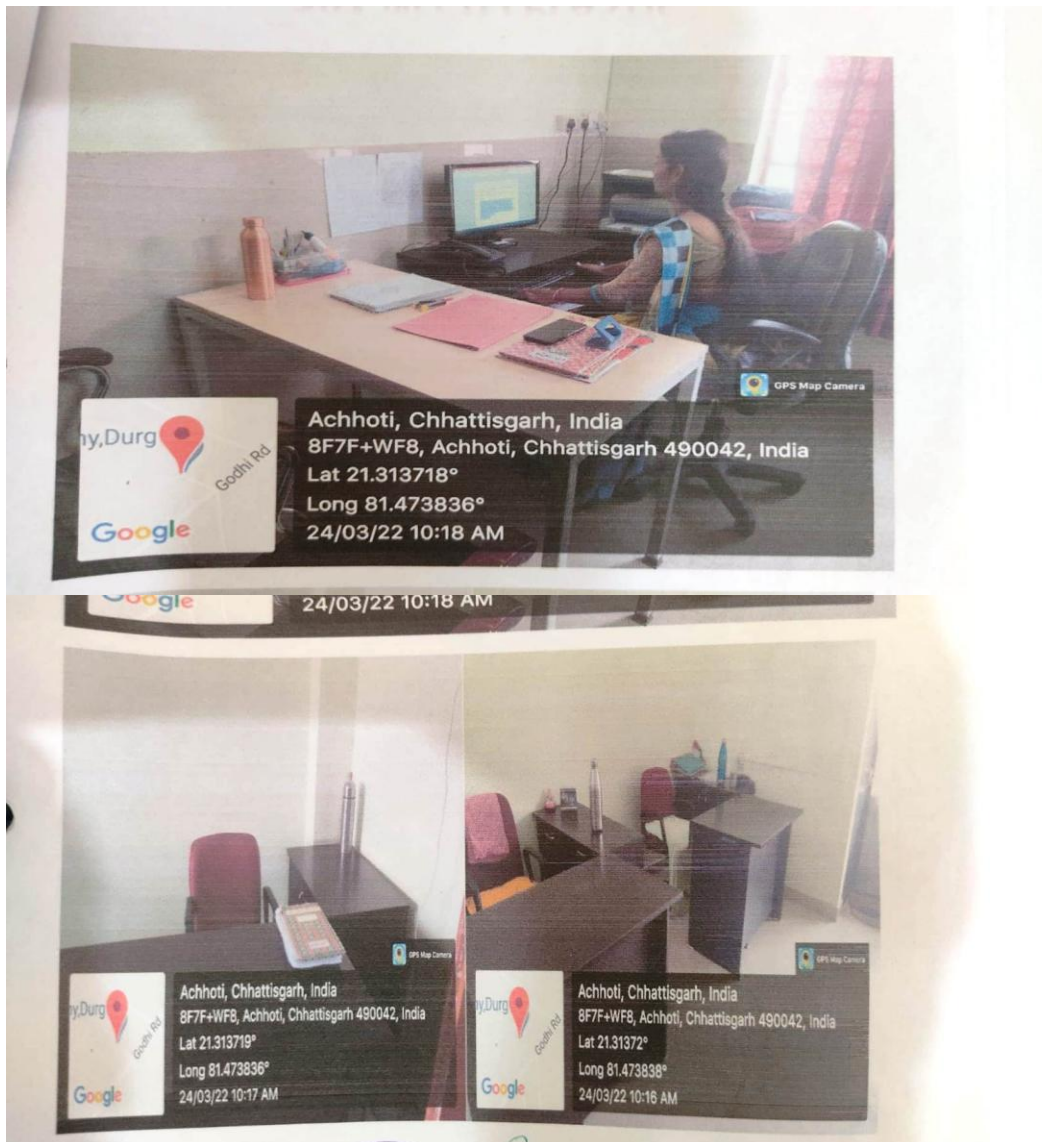 GPS Map Camera
Achhoti, Chhattisgarh, India
8F7F+WF8, Achhoti, Chhattisgarh 490042, India
Lat 21.313718°
Long 81.473836°
24/03/22 10:18 AM
ny,Durg
Godhi Rd
Google
Google
24/03/22 10:18 AM
GPS Map Camera
Achhoti, Chhattisgarh, India
8F7F+WF8, Achhoti, Chhattisgarh 490042, India
Lat 21.313719°
Long 81.473836°
24/03/22 10:17 AM
ny,Durg
Godhi Rd
Google
GPS Map Camera
Achhoti, Chhattisgarh, India
8F7F+WF8, Achhoti, Chhattisgarh 490042, India
Lat 21.31372°
Long 81.473838°
24/03/22 10:16 AM
ny,Durg
Godhi Rd
Google